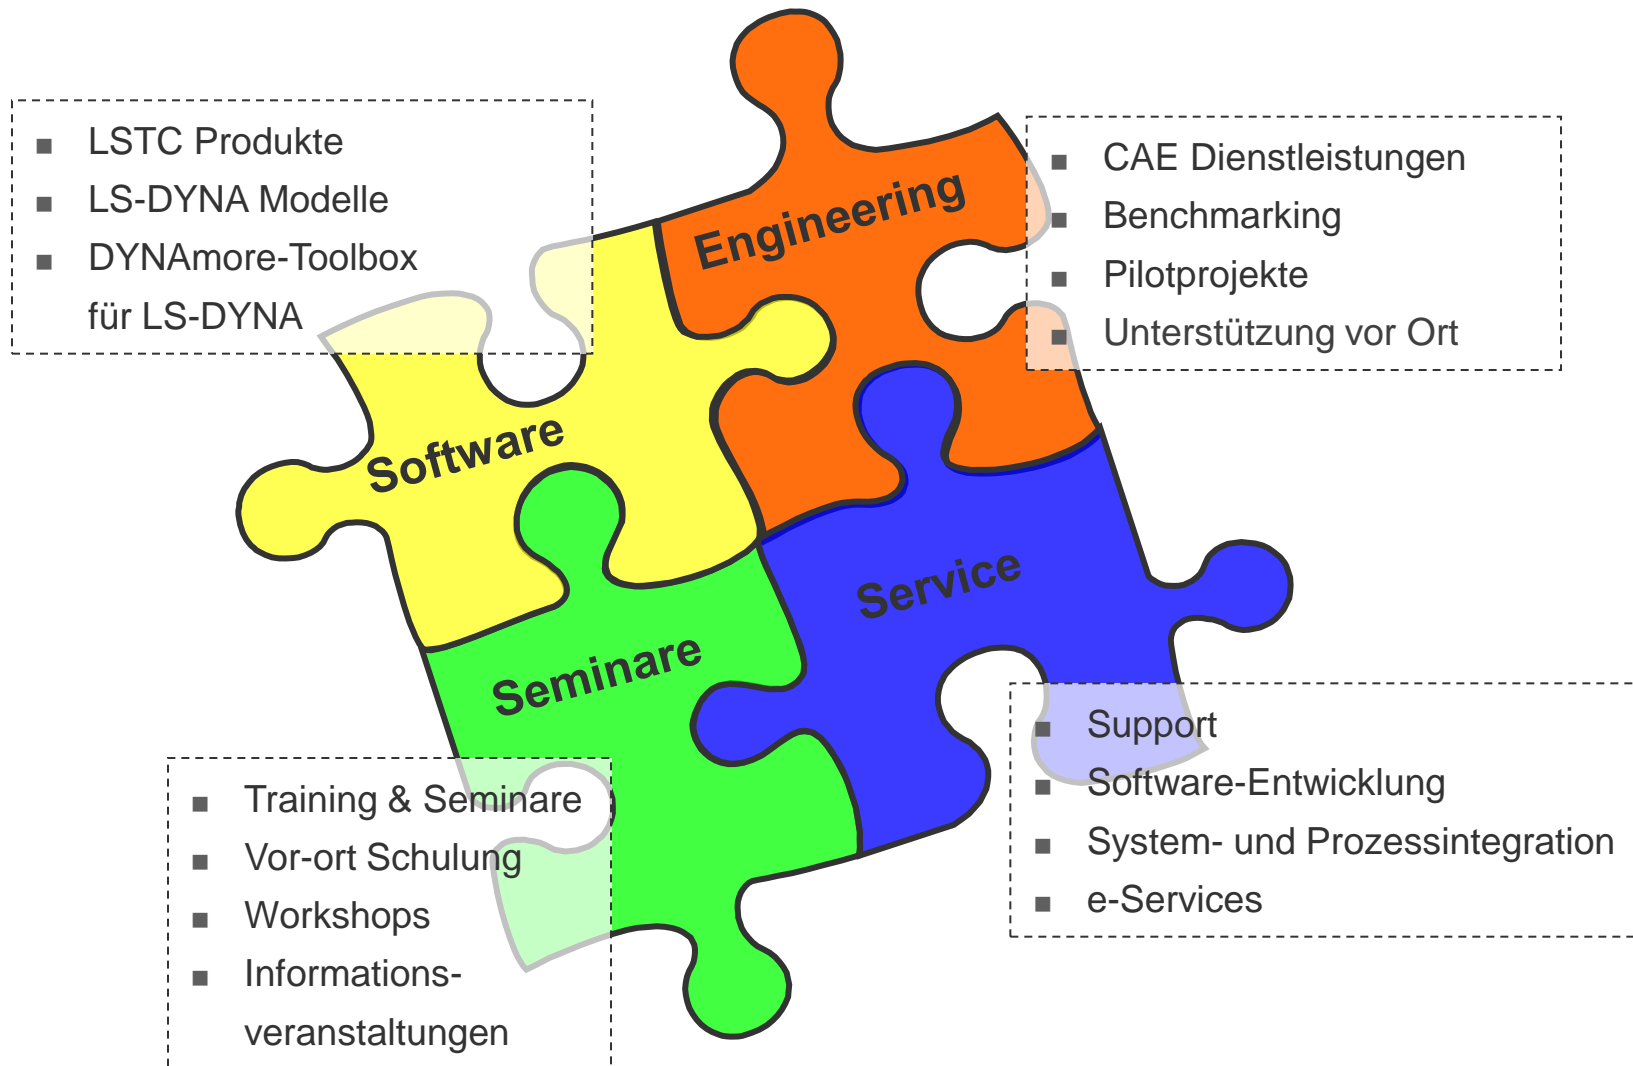 Engineering
■ LSTC Produkte
■ LS-DYNA Modelle
■ DYNAmore-Toolbox
für LS-DYNA
■ CAE Dienstleistungen
■ Benchmarking
■ Pilotprojekte
■ Unterstützung vor Ort
Software
Service
Seminare
■ Training & Seminare
■ Vor-ort Schulung
■ Workshops
■ Informations-
veranstaltungen
■ Support
■ Software-Entwicklung
■ System- und Prozessintegration
■ e-Services